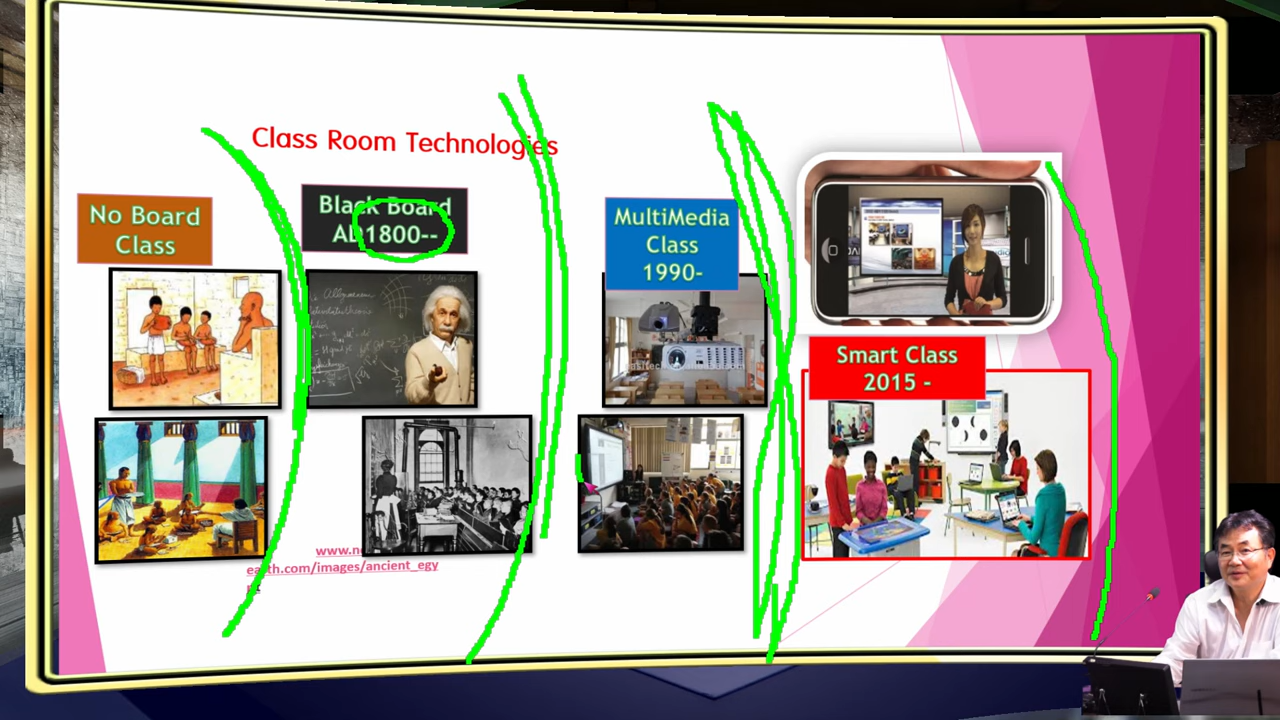 Class Room Technologies
No Board
Class
Black Board
AD1800--
MultiMedia
Class
1990-
Smart Class
2015 -
earth.com/images/ancient_egy